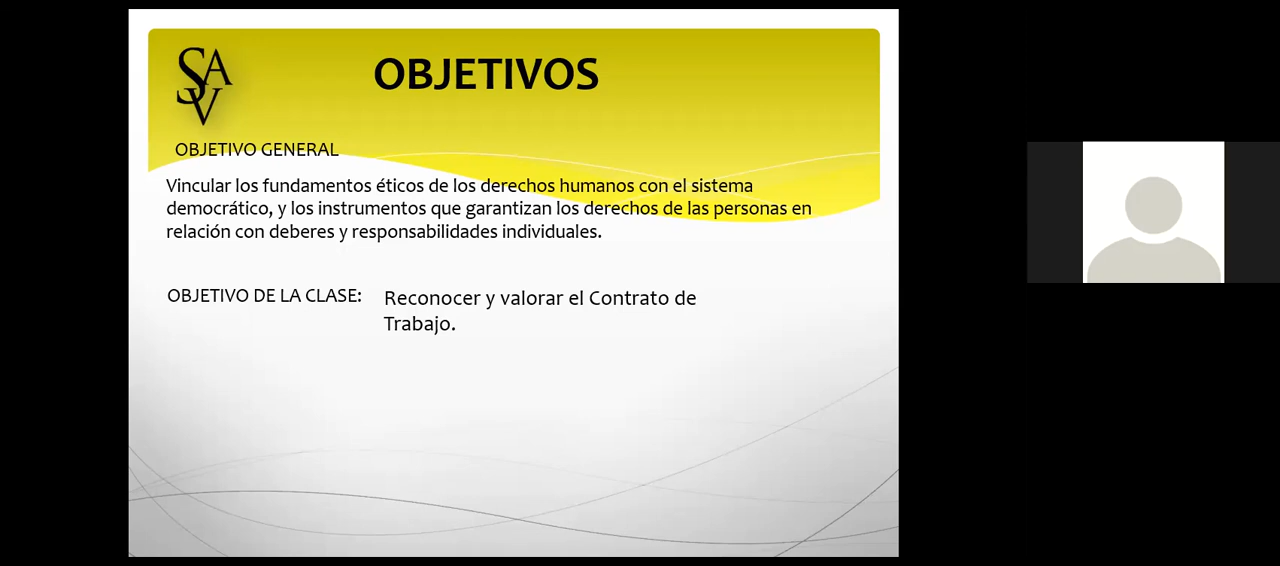 SAV
OBJETIVOS
OBJETIVO GENERAL
Vincular los fundamentos éticos de los derechos humanos con el sistema
democrático, y los instrumentos que garantizan los derechos de las personas en
relación con deberes y responsabilidades individuales.
OBJETIVO DE LA CLASE:
Reconocer y valorar el Contrato de
Trabajo.